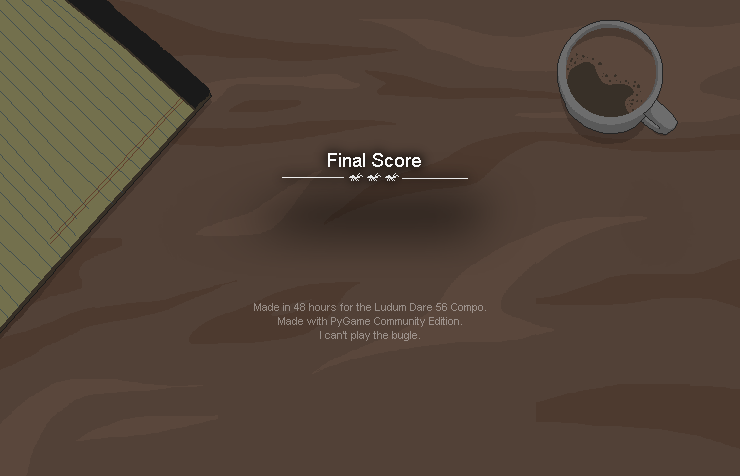 Final Score
Made in 48 hours for the Ludum Dare 56 Compo.
Made with PyGame Community Edition.
I can't play the bugle.